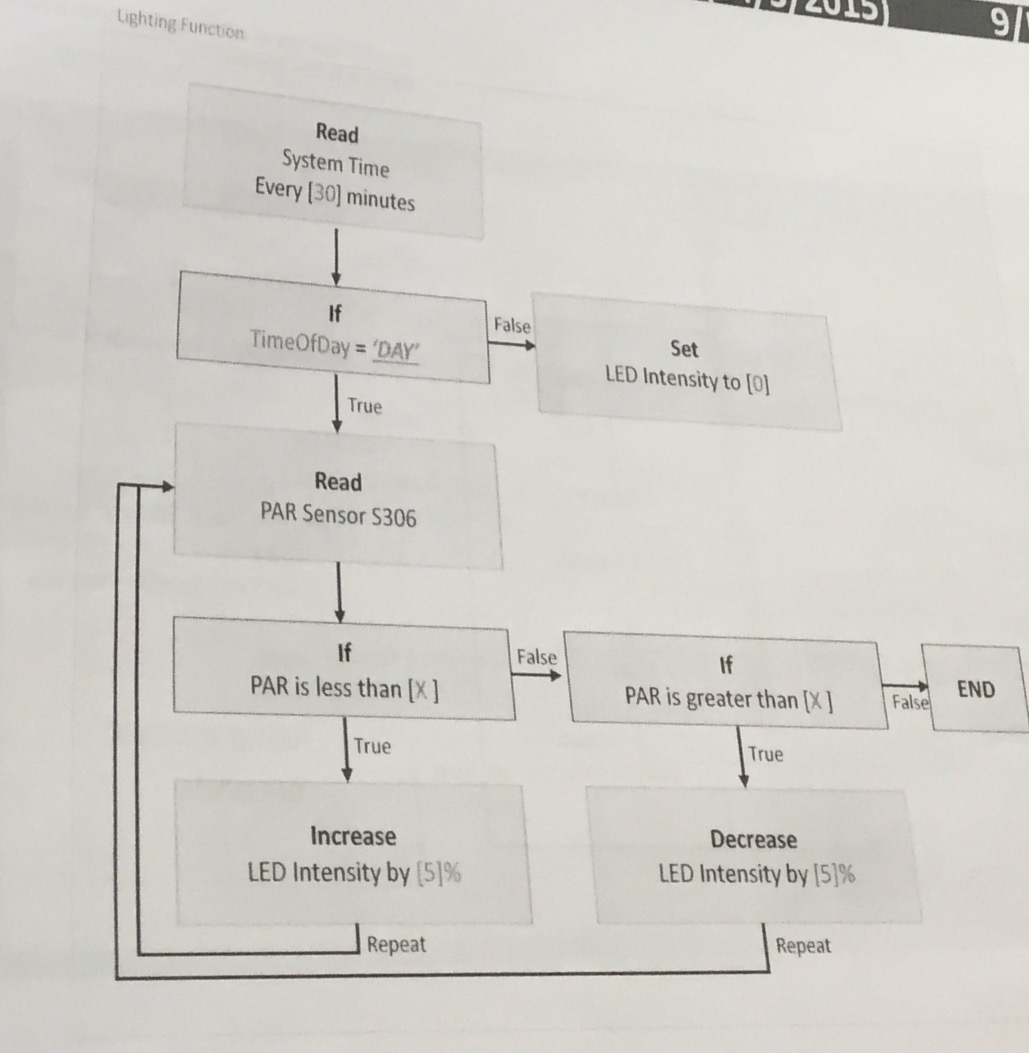 Lighting Function
/2015)
9/
Read
System Time
Every [30] minutes
If
TimeOfDay = 'DAY'
False
Set
LED Intensity to [0]
True
Read
PAR Sensor S306
If
PAR is less than [X ]
False
If
PAR is greater than [X ]
False
END
True
True
Increase
LED Intensity by [5]%
Decrease
LED Intensity by [5]%
Repeat
Repeat